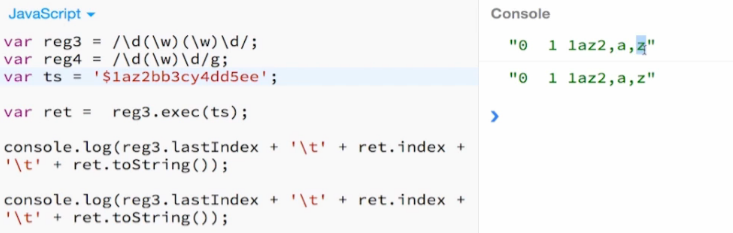 JavaScript
Console
var reg3 = /\d(\w)(\w)\d/;
var reg4 = /\d(\w)\d/g;
var ts = '$1az2bb3cy4dd5ee';
var ret =  reg3.exec(ts);
console.log(reg3.lastIndex + '\t' + ret.index +
'\t' + ret.toString());
console.log(reg3.lastIndex + '\t' + ret.index +
'\t' + ret.toString());
"0  1 1az2,a,z"
"0  1 1az2,a,z"